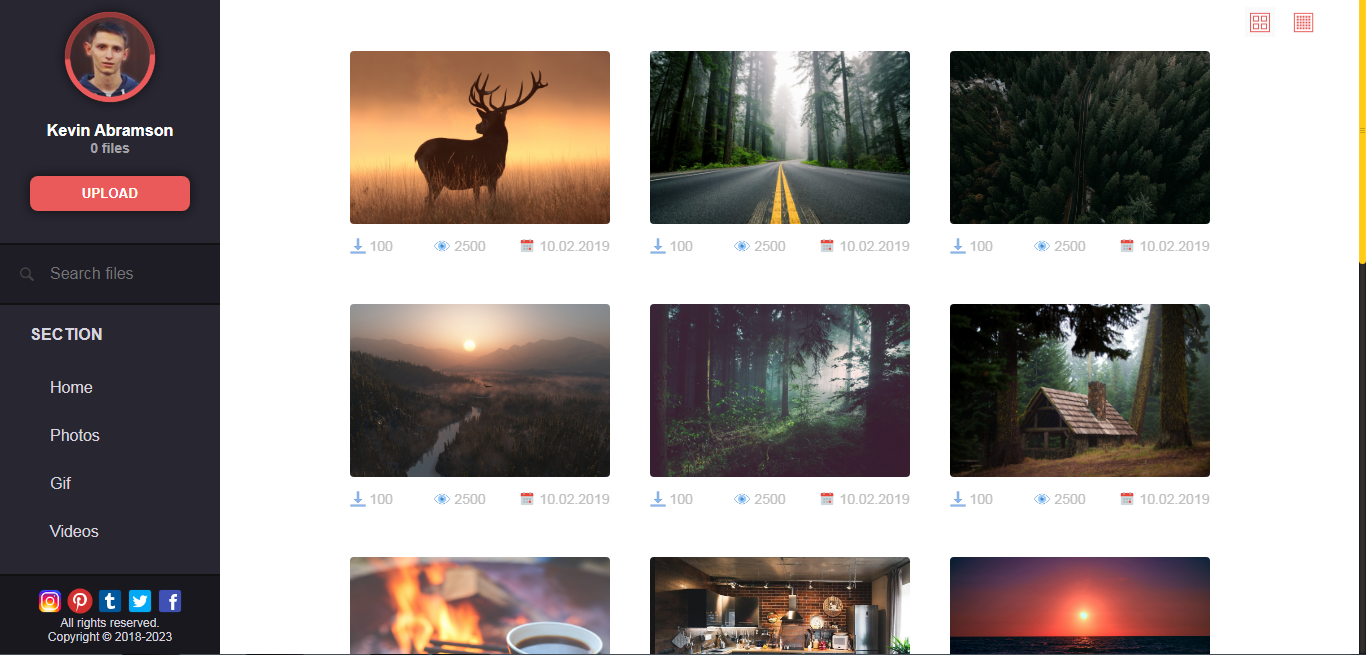 Kevin Abramson
0 files
UPLOAD
Search files
SECTION
Home
Photos
Gif
Videos
All rights reserved.
Copyright © 2018-2023
100 2500 10.02.2019
100 2500 10.02.2019
100 2500 10.02.2019
100 2500 10.02.2019
100 2500 10.02.2019
100 2500 10.02.2019